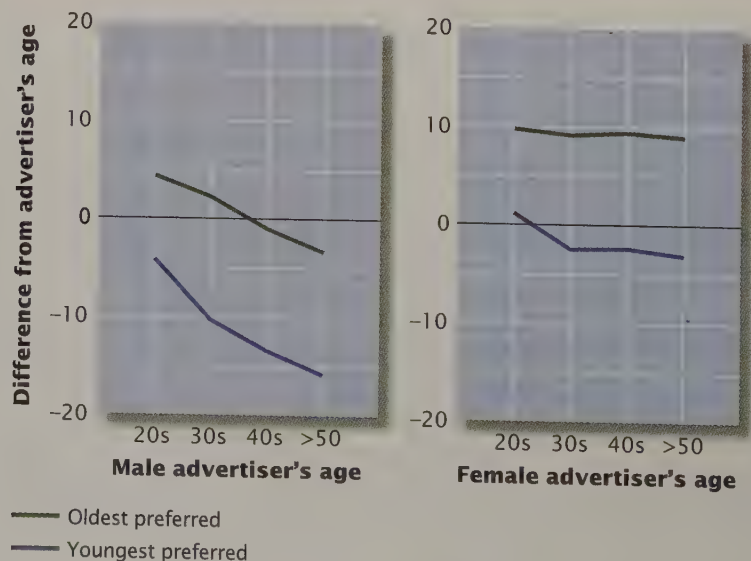 Difference from advertiser's age
20
10
0
−10
−20
20s 30s 40s >50
Male advertiser's age
20
10
0
−10
−20
20s 30s 40s >50
Female advertiser's age
Oldest preferred
Youngest preferred